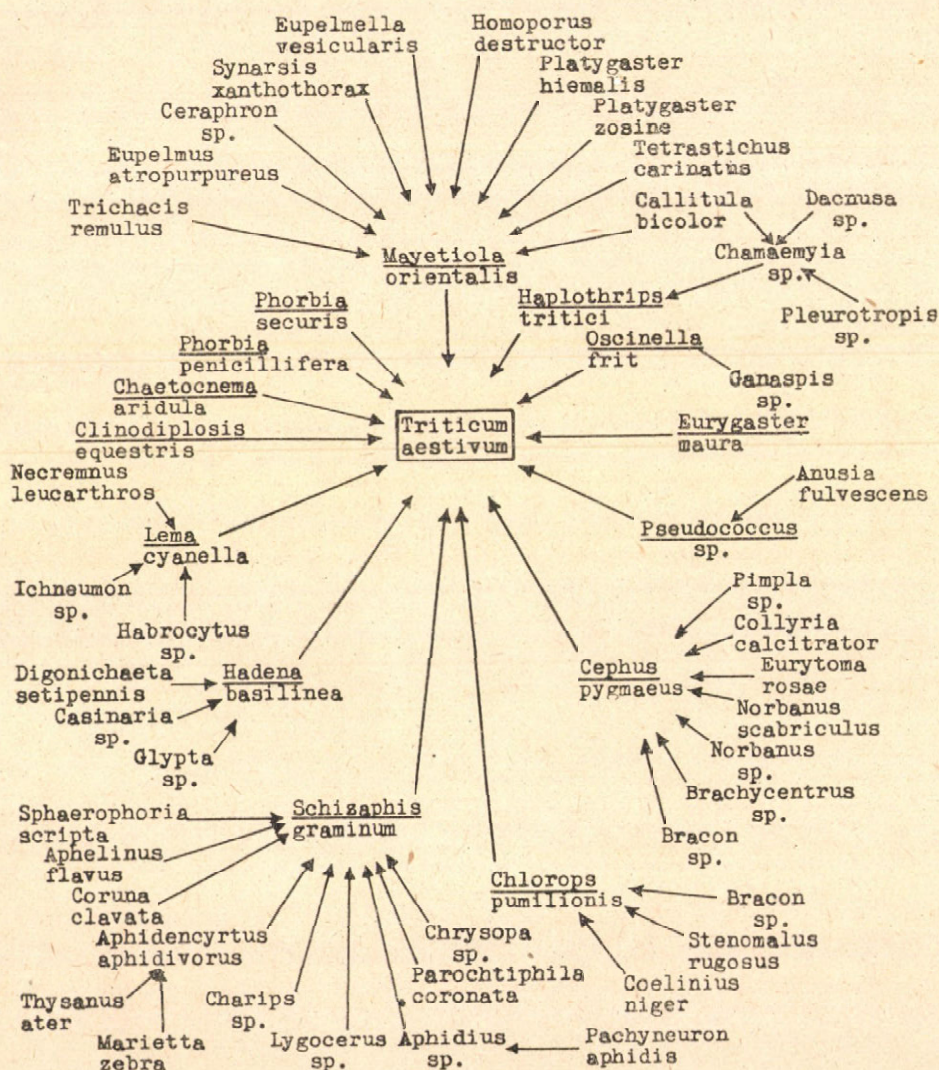 Eupelmella
vesicularis
Homoporus
destructor
Synarsis
xanthothorax
Platygaster
hiemalis
Ceraphron
sp.
Platygaster
zosine
Eupelmus
atropurpureus
Tetrastichus
carinatus
Trichacis
remulus
Callitula
bicolor
Dacnusa
sp.
Mayetiola
orientalis
Chamaemyia
sp.
Phorbia
securis
Haplothrips
tritici
Pleurotropis
sp.
Phorbia
penicillifera
Oscinella
frit
Chaetocnema
aridula
Ganaspis
sp.
Clinodiplosis
equestris
Triticum
aestivum
Eurygaster
maura
Necremnus
leucarthros
Anusia
fulvescens
Lema
cyanella
Pseudococcus
sp.
Ichneumon
sp.
Pimpla
sp.
Habrocytus
sp.
Collyria
calcitrator
Digonichaeta
setipennis
Hadena
basilinea
Cephus
pygmaeus
Eurytoma
rosae
Casinaria
sp.
Norbanus
scabriculus
Glypta
sp.
Norbanus
sp.
Brachycentrus
sp.
Sphaerophoria
scripta
Schizaphis
graminum
Bracon
sp.
Aphelinus
flavus
Coruna
clavata
Chlorops
pumilionis
Bracon
sp.
Aphidencyrtus
aphidivorus
Chrysopa
sp.
Stenomalus
rugosus
Parochtiphila
coronata
Coelinius
niger
Thysanus
ater
Charips
sp.
Marietta
zebra
Lygocerus
sp.
Aphidius
sp.
Pachyneuron
aphidis